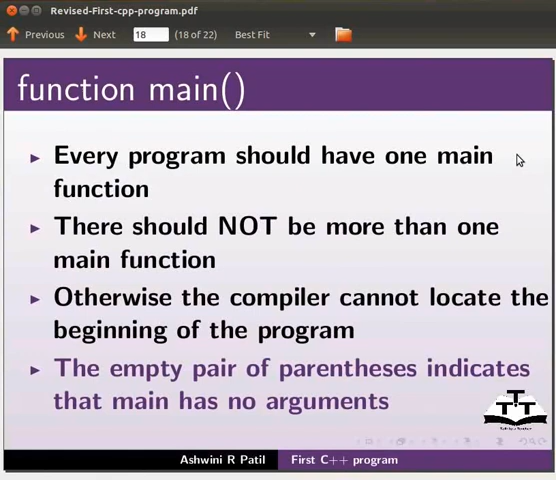 Revised-First-cpp-program.pdf
Previous Next 18 (18 of 22) Best Fit
function main()
Every program should have one main
function
There should NOT be more than one
main function
Otherwise the compiler cannot locate the
beginning of the program
The empty pair of parentheses indicates
that main has no arguments
Ashwini R Patil First C++ program